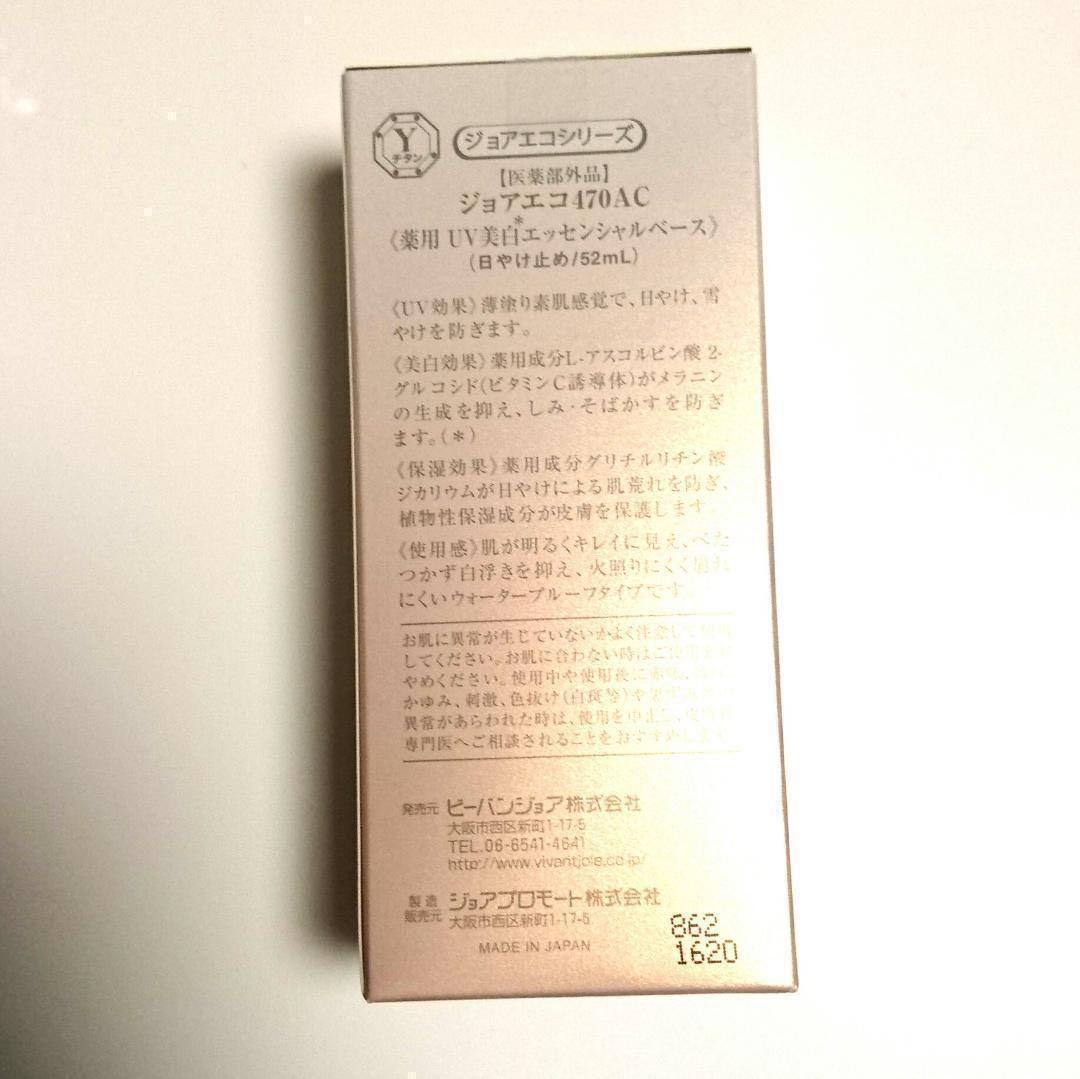 Y
チタン
ジョアエコシリーズ
【医薬部外品】
ジョアエコ470AC
《薬用 UV美白*エッセンシャルベース》
(日やけ止め/52mL)
《UV効果》薄塗り素肌感覚で、日やけ、雪
やけを防ぎます。
《美白効果》薬用成分L-アスコルビン酸 2-
グルコシド(ビタミンC誘導体)がメラニン
の生成を抑え、しみ・そばかすを防ぎ
ます。(*)
《保湿効果》薬用成分グリチルリチン酸
ジカリウムが日やけによる肌荒れを防ぎ、
植物性保湿成分が皮膚を保護します。
《使用感》肌が明るくキレイに見え、べた
つかず白浮きを抑え、火照りにくく崩れ
にくいウォータープルーフタイプです。
お肌に異常が生じていないかよく注意して使用
してください。お肌に合わない時はご使用を
やめください。使用中や使用後に赤味、
かゆみ、刺激、色抜け(白斑等)や
異常があらわれた時は、使用を中止し、
専門医へご相談されることをおすすめします。
発売元 ビーバンジョア株式会社
大阪市西区新町1-17-5
TEL.06-6541-4641
http://www.vivantjoie.co.jp/
製造
販売元 ジョアプロモート株式会社
大阪市西区新町1-17-5
MADE IN JAPAN
862
1620